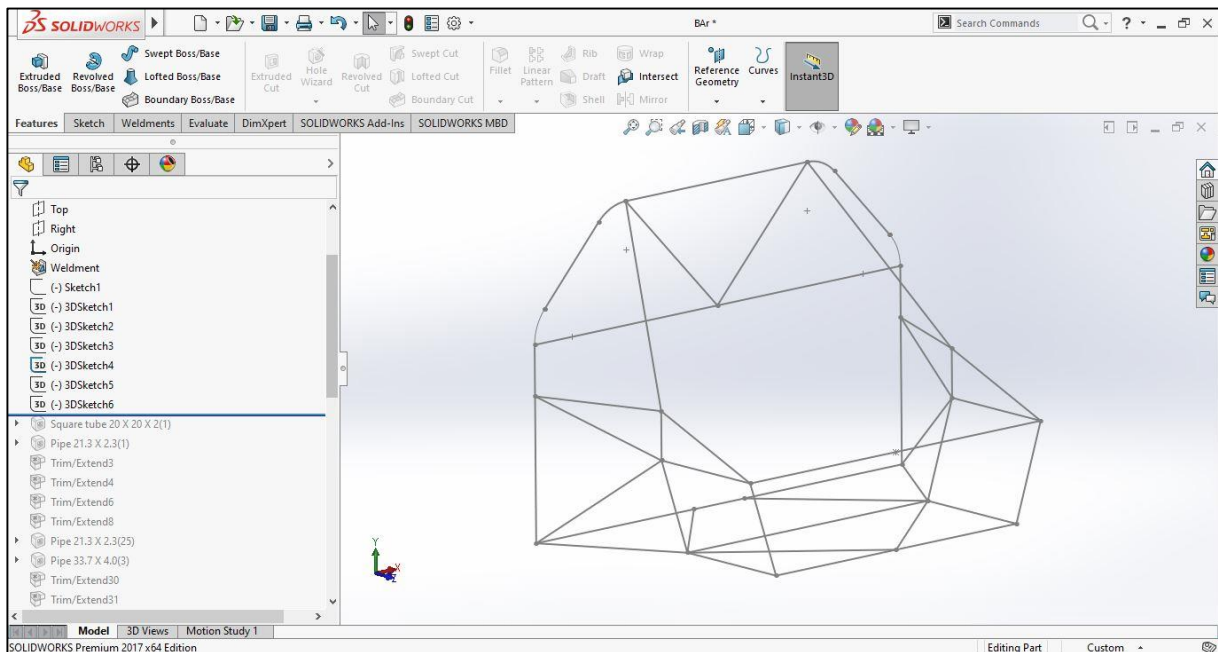 SOLIDWORKS
BAr *
Search Commands
Extruded Boss/Base
Revolved Boss/Base
Swept Boss/Base
Lofted Boss/Base
Boundary Boss/Base
Extruded Cut
Hole Wizard
Revolved Cut
Swept Cut
Lofted Cut
Boundary Cut
Fillet
Linear Pattern
Rib
Draft
Shell
Wrap
Intersect
Mirror
Reference Geometry
Curves
Instant3D
Features Sketch Weldments Evaluate DimXpert SOLIDWORKS Add-Ins SOLIDWORKS MBD
Top
Right
Origin
Weldment
(-) Sketch1
3D (-) 3DSketch1
3D (-) 3DSketch2
3D (-) 3DSketch3
3D (-) 3DSketch4
3D (-) 3DSketch5
3D (-) 3DSketch6
Square tube 20 X 20 X 2(1)
Pipe 21.3 X 2.3(1)
Trim/Extend3
Trim/Extend4
Trim/Extend6
Trim/Extend8
Pipe 21.3 X 2.3(25)
Pipe 33.7 X 4.0(3)
Trim/Extend30
Trim/Extend31
Y
X
Z
Model 3D Views Motion Study 1
SOLIDWORKS Premium 2017 x64 Edition
Editing Part
Custom